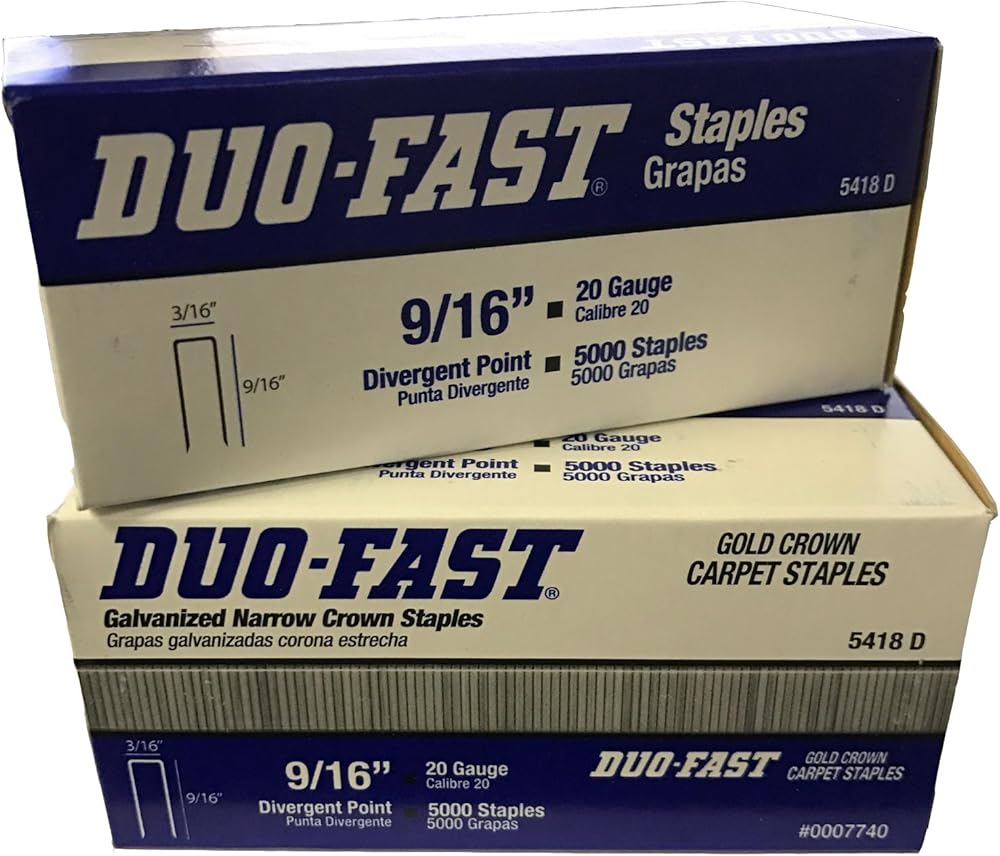 DUO-FAST
DUO-FAST® Staples
Grapas
5418 D
3/16"
9/16"
9/16" ■ 20 Gauge
Calibre 20
Divergent Point ■ 5000 Staples
Punta Divergente 5000 Grapas
5418 D
20 Gauge
Calibre 20
ergent Point ■ 5000 Staples
Punta Divergente 5000 Grapas
DUO-FAST®
GOLD CROWN
CARPET STAPLES
Galvanized Narrow Crown Staples
Grapas galvanizadas corona estrecha
5418 D
3/16"
9/16"
9/16" ■ 20 Gauge
Calibre 20
Divergent Point ■ 5000 Staples
Punta Divergente 5000 Grapas
DUO-FAST GOLD CROWN
CARPET STAPLES
#0007740